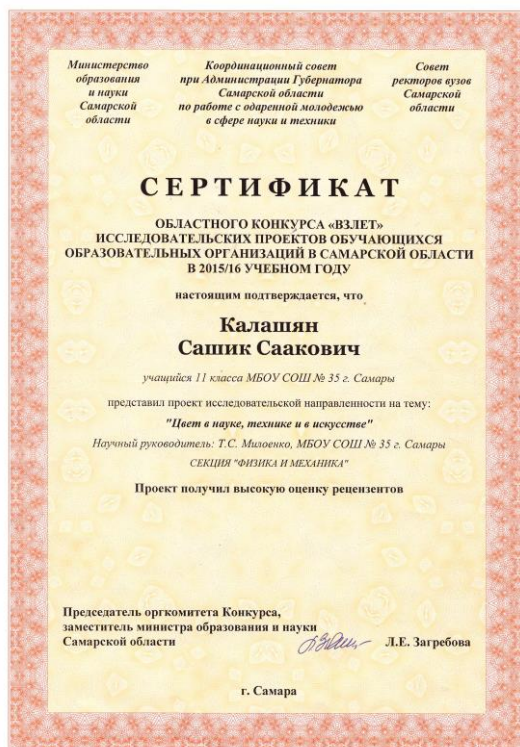 Министерство
образования
и науки
Самарской
области
Координационный совет
при Администрации Губернатора
Самарской области
по работе с одаренной молодежью
в сфере науки и техники
Совет
ректоров вузов
Самарской
области
СЕРТИФИКАТ
ОБЛАСТНОГО КОНКУРСА «ВЗЛЕТ»
ИССЛЕДОВАТЕЛЬСКИХ ПРОЕКТОВ ОБУЧАЮЩИХСЯ
ОБРАЗОВАТЕЛЬНЫХ ОРГАНИЗАЦИЙ В САМАРСКОЙ ОБЛАСТИ
В 2015/16 УЧЕБНОМ ГОДУ
настоящим подтверждается, что
Калашян
Сашик Саакович
учащийся 11 класса МБОУ СОШ № 35 г. Самары
представил проект исследовательской направленности на тему:
"Цвет в науке, технике и в искусстве"
Научный руководитель: Т.С. Милоенко, МБОУ СОШ № 35 г. Самары
СЕКЦИЯ "ФИЗИКА И МЕХАНИКА"
Проект получил высокую оценку рецензентов
Председатель оргкомитета Конкурса,
заместитель министра образования и науки
Самарской области
Л.Е. Загребова
г. Самара